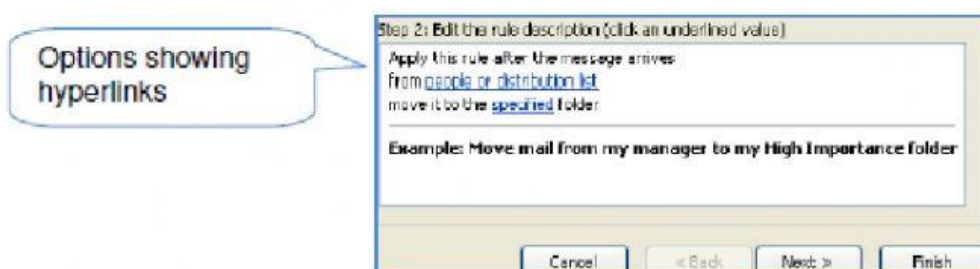 Options showing
hyperlinks
Step 2: Edit the rule description (click an underlined value)
Apply this rule after the message arrives
from people or distribution list
move it to the specified folder
Example: Move mail from my manager to my High Importance folder
Cancel
< Back
Next >
Finish